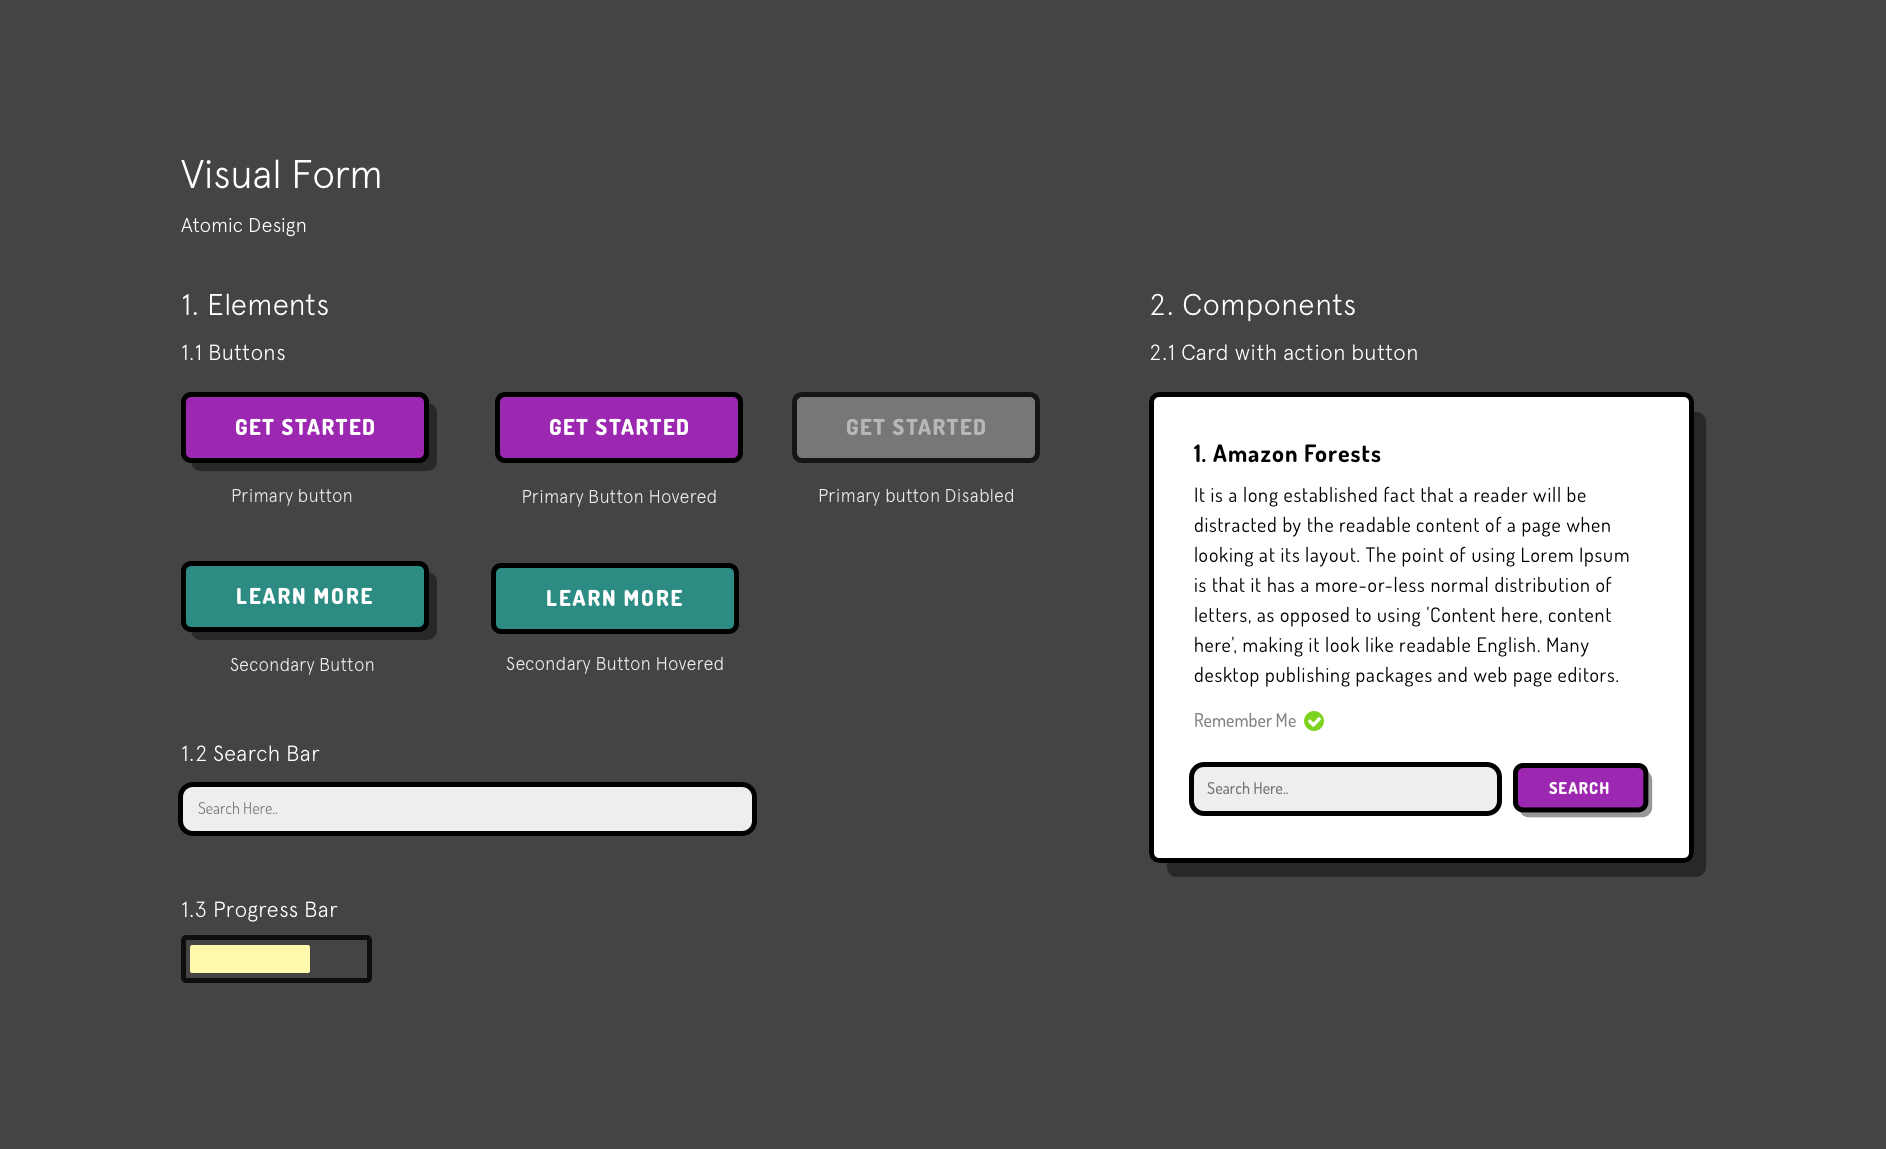 Visual Form
Atomic Design
1. Elements
1.1 Buttons
GET STARTED
GET STARTED
GET STARTED
Primary button
Primary Button Hovered
Primary button Disabled
LEARN MORE
LEARN MORE
Secondary Button
Secondary Button Hovered
1.2 Search Bar
Search Here..
1.3 Progress Bar
2. Components
2.1 Card with action button
1. Amazon Forests
It is a long established fact that a reader will be
distracted by the readable content of a page when
looking at its layout. The point of using Lorem Ipsum
is that it has a more-or-less normal distribution of
letters, as opposed to using 'Content here, content
here', making it look like readable English. Many
desktop publishing packages and web page editors.
Remember Me
Search Here..
SEARCH